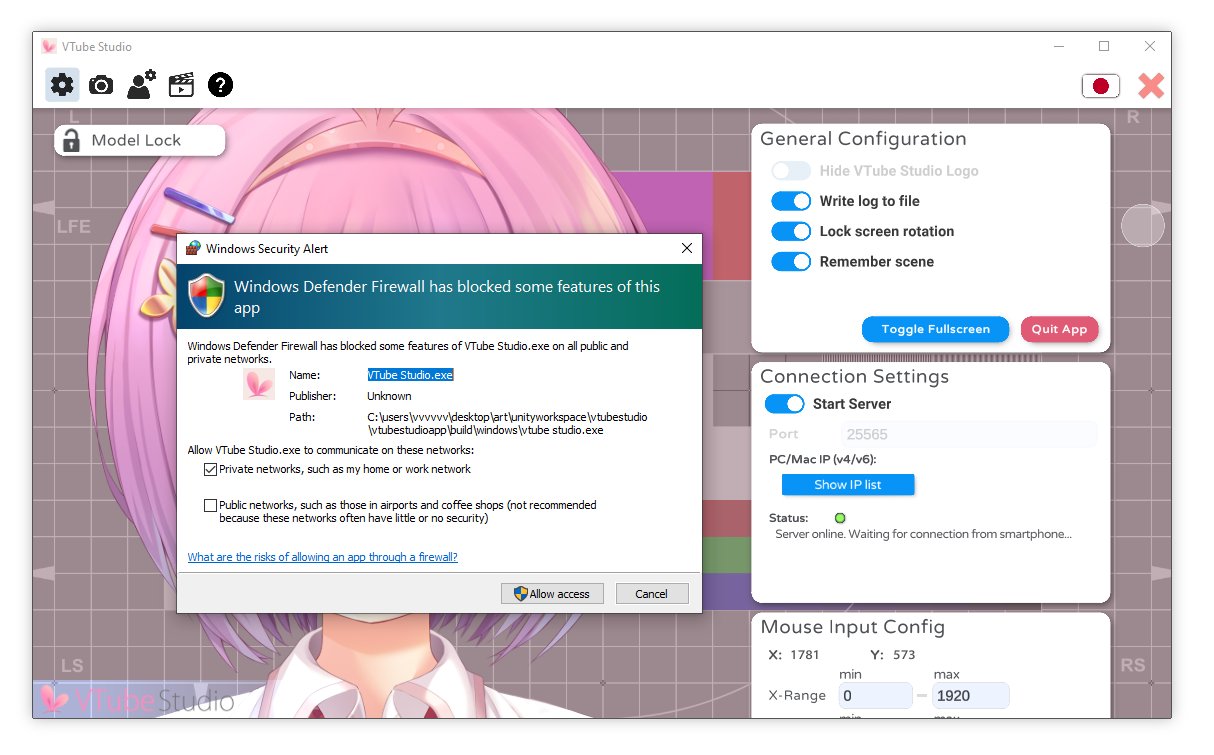 VTube Studio
L
R
Model Lock
LFE
General Configuration
Hide VTube Studio Logo
Write log to file
Lock screen rotation
Remember scene
Toggle Fullscreen
Quit App
Windows Security Alert
Windows Defender Firewall has blocked some features of this
app
Windows Defender Firewall has blocked some features of VTube Studio.exe on all public and
private networks.
Name: VTube Studio.exe
Publisher: Unknown
Path: C:\users\vvvvvv\desktop\art\unityworkspace\vtubestudio
\vtubestudioapp\build\windows\vtube studio.exe
Allow VTube Studio.exe to communicate on these networks:
Private networks, such as my home or work network
Public networks, such as those in airports and coffee shops (not recommended
because these networks often have little or no security)
What are the risks of allowing an app through a firewall?
Allow access
Cancel
Connection Settings
Start Server
Port 25565
PC/Mac IP (v4/v6):
Show IP list
Status:
Server online. Waiting for connection from smartphone...
Mouse Input Config
X: 1781 Y: 573
min max
X-Range 0 – 1920
min max
LS
RS
VTubeStudio